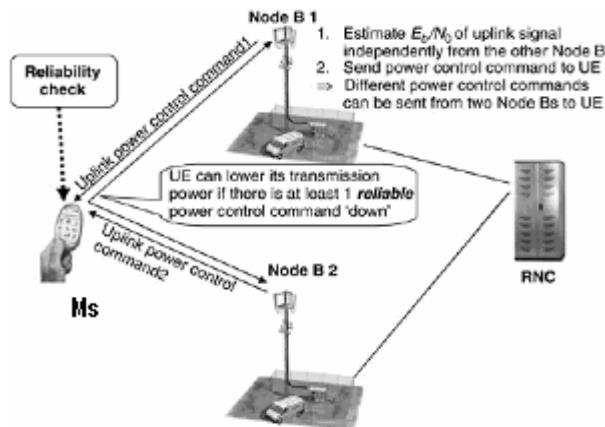 Node B 1
1. Estimate Eb/N0 of uplink signal
independently from the other Node B
2. Send power control command to UE
⇒ Different power control commands
can be sent from two Node Bs to UE
Reliability
check
Uplink power control command1
UE can lower its transmission
power if there is at least 1 reliable
power control command 'down'
Uplink power control
command2
Node B 2
RNC
Ms